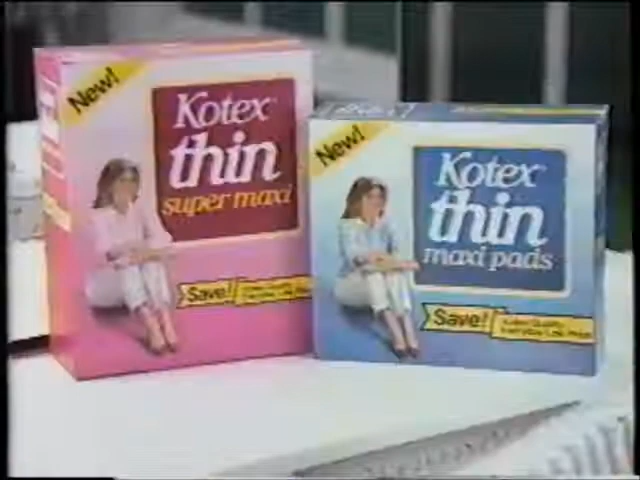 New!
Kotex
thin
super maxi
Save!
New!
Kotex
thin
maxi pads
Save!